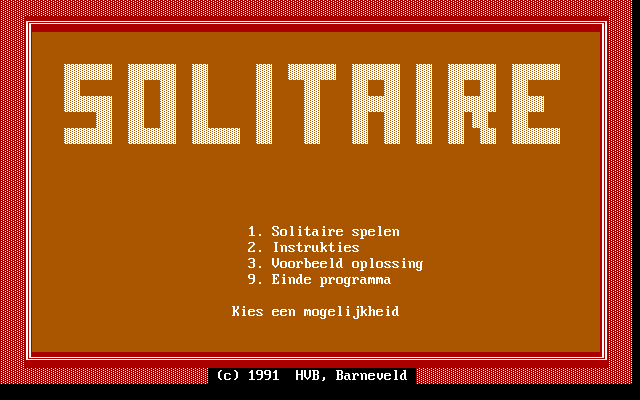 SOLITAIRE
1. Solitaire spelen
2. Instrukties
3. Voorbeeld oplossing
9. Einde programma
Kies een mogelijkheid
(c) 1991  HVB, Barneveld